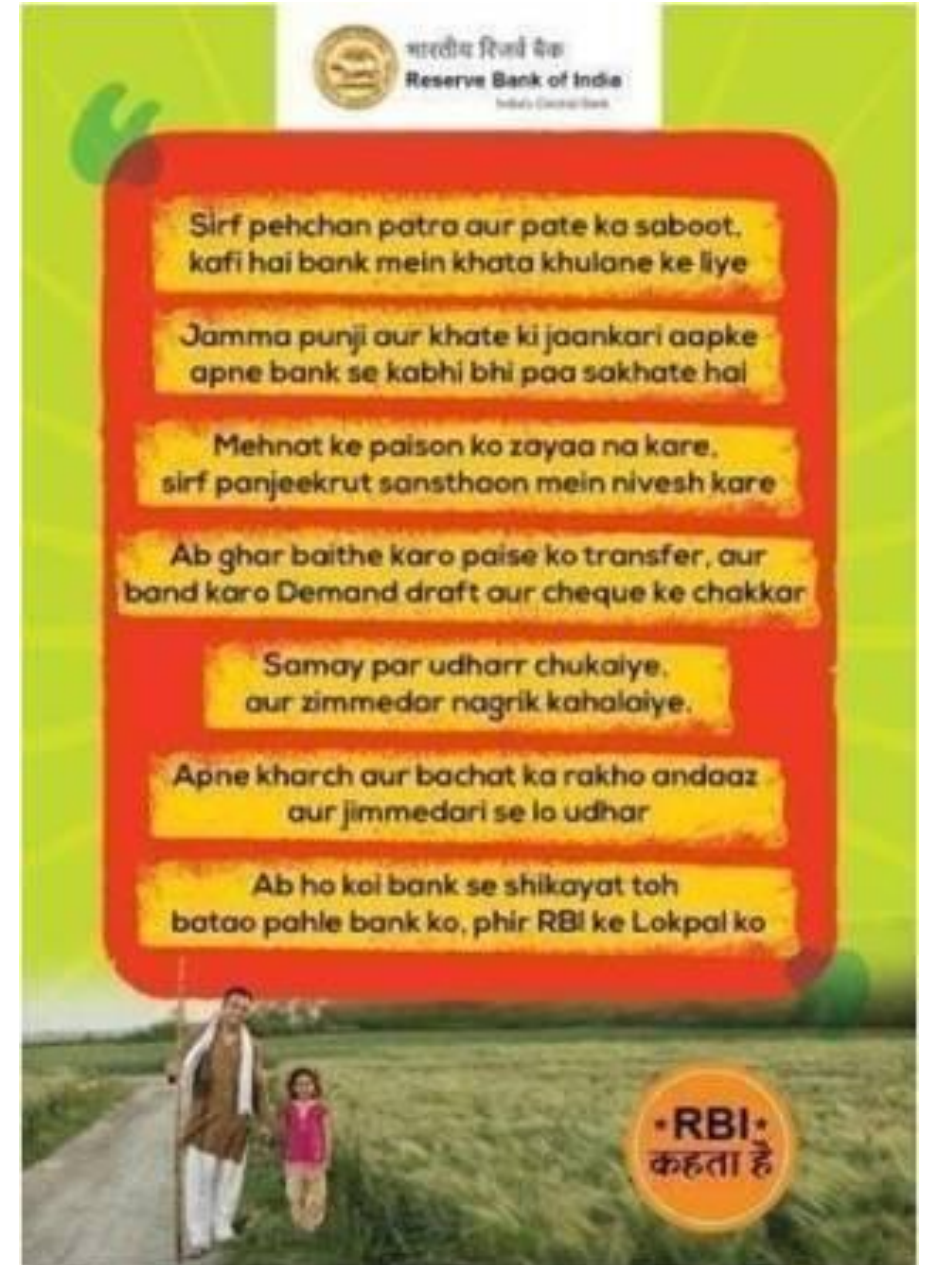 भारतीय रिज़र्व बैंक
Reserve Bank of India
India's Central Bank
Sirf pehchan patra aur pate ka saboot,
kafi hai bank mein khata khulane ke liye
Jamma punji aur khate ki jaankari aapke
apne bank se kabhi bhi paa sakhate hai
Mehnat ke paison ko zayaa na kare,
sirf panjeekrut sansthaon mein nivesh kare
Ab ghar baithe karo paise ko transfer, aur
band karo Demand draft aur cheque ke chakkar
Samay par udharr chukaiye,
aur zimmedar nagrik kahalaiye.
Apne kharch aur bachat ka rakho andaaz
aur jimmedari se lo udhar
Ab ho koi bank se shikayat toh
batao pahle bank ko, phir RBI ke Lokpal ko
RBI
कहता है